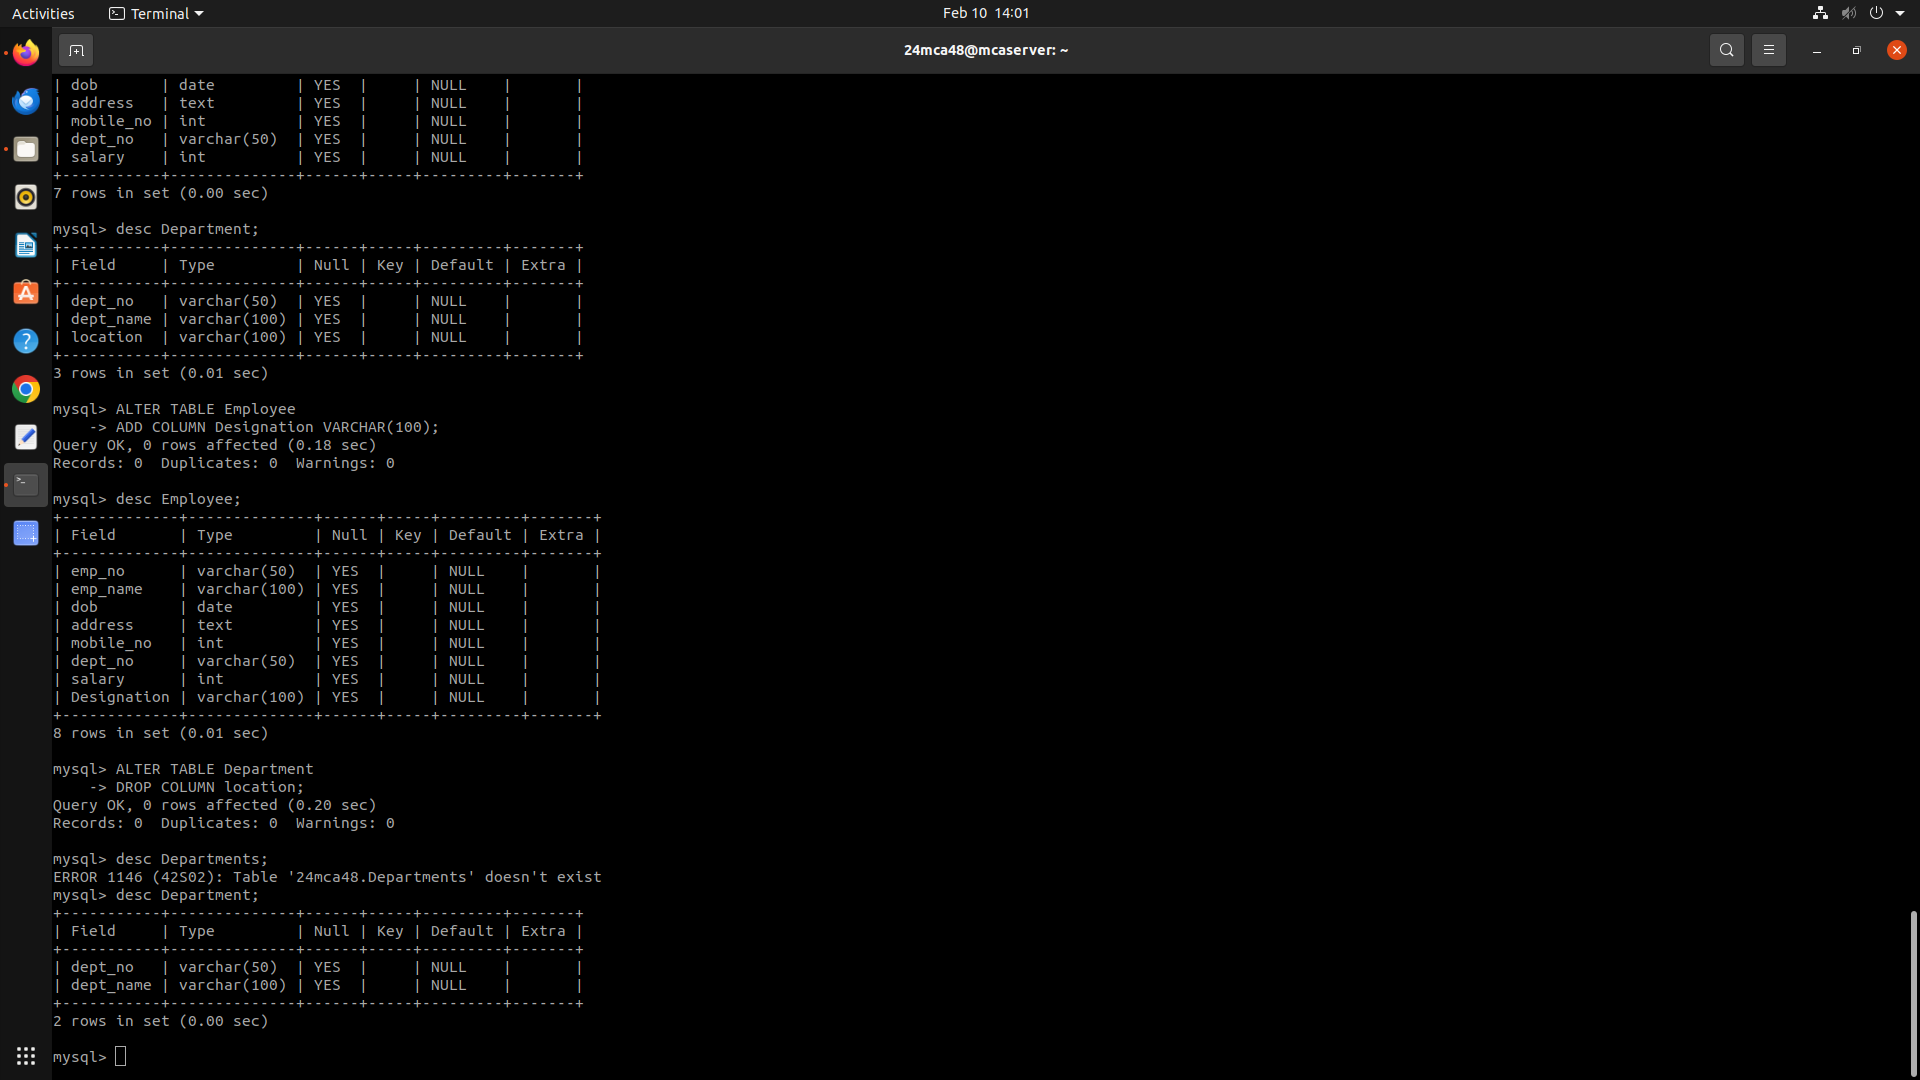 Activities Terminal Feb 10 14:01
24mca48@mcaserver: ~
| dob       | date         | YES  |     | NULL    |       |
| address   | text         | YES  |     | NULL    |       |
| mobile_no | int          | YES  |     | NULL    |       |
| dept_no   | varchar(50)  | YES  |     | NULL    |       |
| salary    | int          | YES  |     | NULL    |       |
+-----------+--------------+------+-----+---------+-------+
7 rows in set (0.00 sec)

mysql> desc Department;
+-----------+--------------+------+-----+---------+-------+
| Field     | Type         | Null | Key | Default | Extra |
+-----------+--------------+------+-----+---------+-------+
| dept_no   | varchar(50)  | YES  |     | NULL    |       |
| dept_name | varchar(100) | YES  |     | NULL    |       |
| location  | varchar(100) | YES  |     | NULL    |       |
+-----------+--------------+------+-----+---------+-------+
3 rows in set (0.01 sec)

mysql> ALTER TABLE Employee
    -> ADD COLUMN Designation VARCHAR(100);
Query OK, 0 rows affected (0.18 sec)
Records: 0  Duplicates: 0  Warnings: 0

mysql> desc Employee;
+-------------+--------------+------+-----+---------+-------+
| Field       | Type         | Null | Key | Default | Extra |
+-------------+--------------+------+-----+---------+-------+
| emp_no      | varchar(50)  | YES  |     | NULL    |       |
| emp_name    | varchar(100) | YES  |     | NULL    |       |
| dob         | date         | YES  |     | NULL    |       |
| address     | text         | YES  |     | NULL    |       |
| mobile_no   | int          | YES  |     | NULL    |       |
| dept_no     | varchar(50)  | YES  |     | NULL    |       |
| salary      | int          | YES  |     | NULL    |       |
| Designation | varchar(100) | YES  |     | NULL    |       |
+-------------+--------------+------+-----+---------+-------+
8 rows in set (0.01 sec)

mysql> ALTER TABLE Department
    -> DROP COLUMN location;
Query OK, 0 rows affected (0.20 sec)
Records: 0  Duplicates: 0  Warnings: 0

mysql> desc Departments;
ERROR 1146 (42S02): Table '24mca48.Departments' doesn't exist
mysql> desc Department;
+-----------+--------------+------+-----+---------+-------+
| Field     | Type         | Null | Key | Default | Extra |
+-----------+--------------+------+-----+---------+-------+
| dept_no   | varchar(50)  | YES  |     | NULL    |       |
| dept_name | varchar(100) | YES  |     | NULL    |       |
+-----------+--------------+------+-----+---------+-------+
2 rows in set (0.00 sec)

mysql>